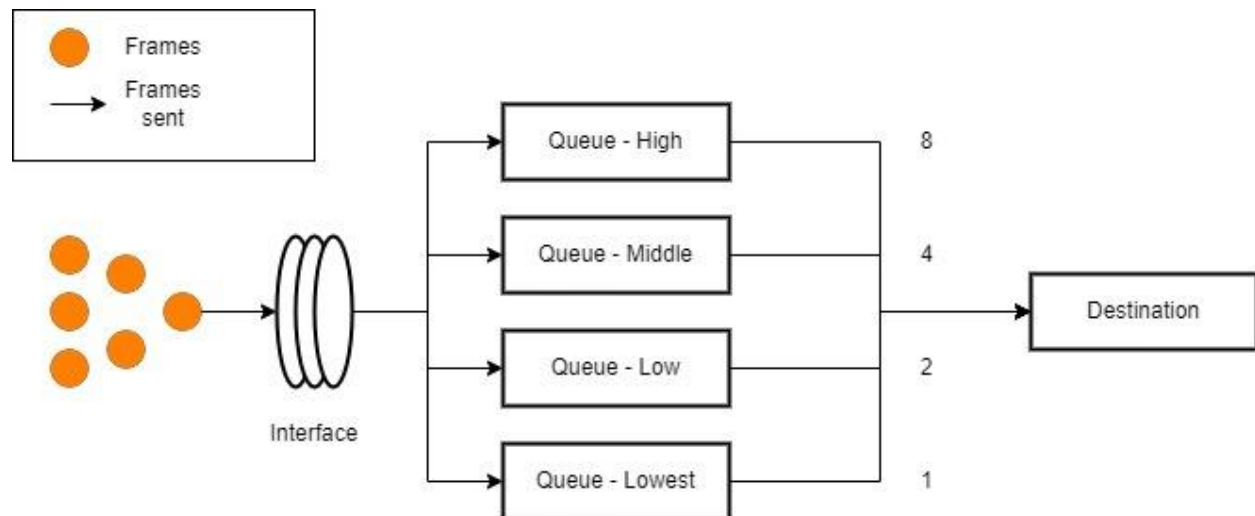 Frames
Frames
sent
Queue - High
8
Queue - Middle
4
Destination
Queue - Low
2
Interface
Queue - Lowest
1